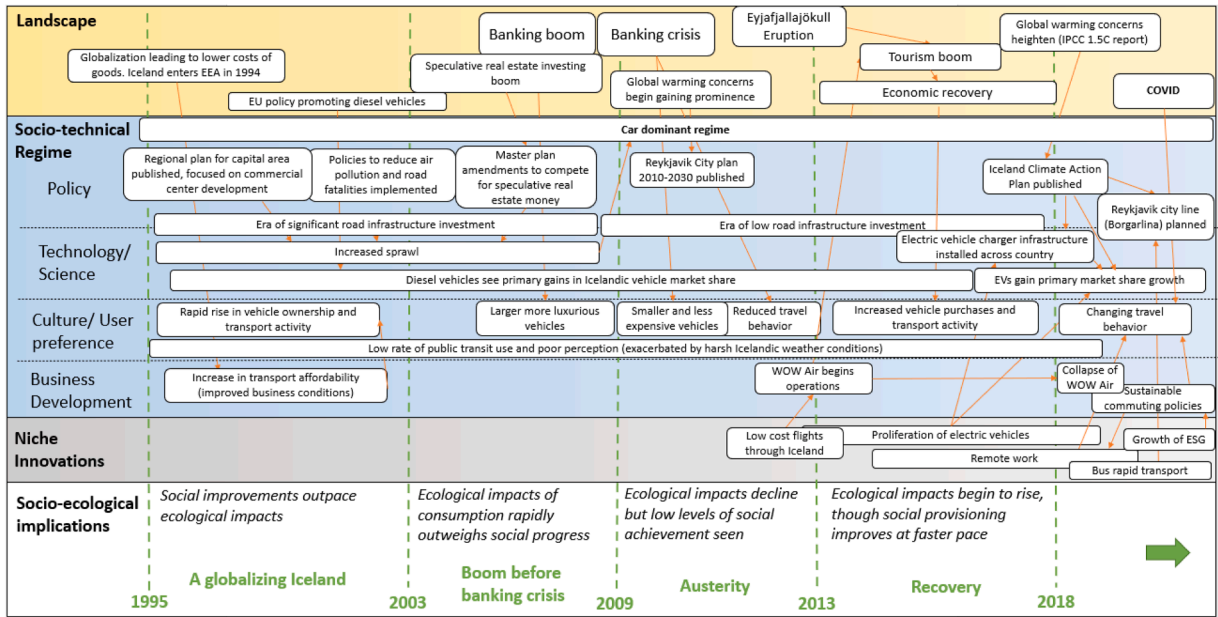 Landscape
Globalization leading to lower costs of
goods. Iceland enters EEA in 1994
EU policy promoting diesel vehicles
Banking boom
Speculative real estate investing
boom
Banking crisis
Global warming concerns
begin gaining prominence
Eyjafjallajökull
Eruption
Tourism boom
Economic recovery
Global warming concerns
heighten (IPCC 1.5C report)
COVID
Socio-technical
Regime
Car dominant regime
Policy
Regional plan for capital area
published, focused on commercial
center development
Policies to reduce air
pollution and road
fatalities implemented
Master plan
amendments to compete
for speculative real
estate money
Reykjavik City plan
2010-2030 published
Iceland Climate Action
Plan published
Reykjavik city line
(Borgarlina) planned
Era of significant road infrastructure investment
Era of low road infrastructure investment
Technology/
Science
Increased sprawl
Electric vehicle charger infrastructure
installed across country
Diesel vehicles see primary gains in Icelandic vehicle market share
EVs gain primary market share growth
Culture/ User
preference
Rapid rise in vehicle ownership and
transport activity
Larger more luxurious
vehicles
Smaller and less
expensive vehicles
Reduced travel
behavior
Increased vehicle purchases and
transport activity
Changing travel
behavior
Low rate of public transit use and poor perception (exacerbated by harsh Icelandic weather conditions)
Business
Development
Increase in transport affordability
(improved business conditions)
WOW Air begins
operations
Collapse of
WOW Air
Sustainable
commuting policies
Niche
Innovations
Low cost flights
through Iceland
Proliferation of electric vehicles
Growth of ESG
Remote work
Bus rapid transport
Socio-ecological
implications
Social improvements outpace
ecological impacts
Ecological impacts of
consumption rapidly
outweighs social progress
Ecological impacts decline
but low levels of social
achievement seen
Ecological impacts begin to rise,
though social provisioning
improves at faster pace
A globalizing Iceland
Boom before
banking crisis
Austerity
Recovery
1995
2003
2009
2013
2018